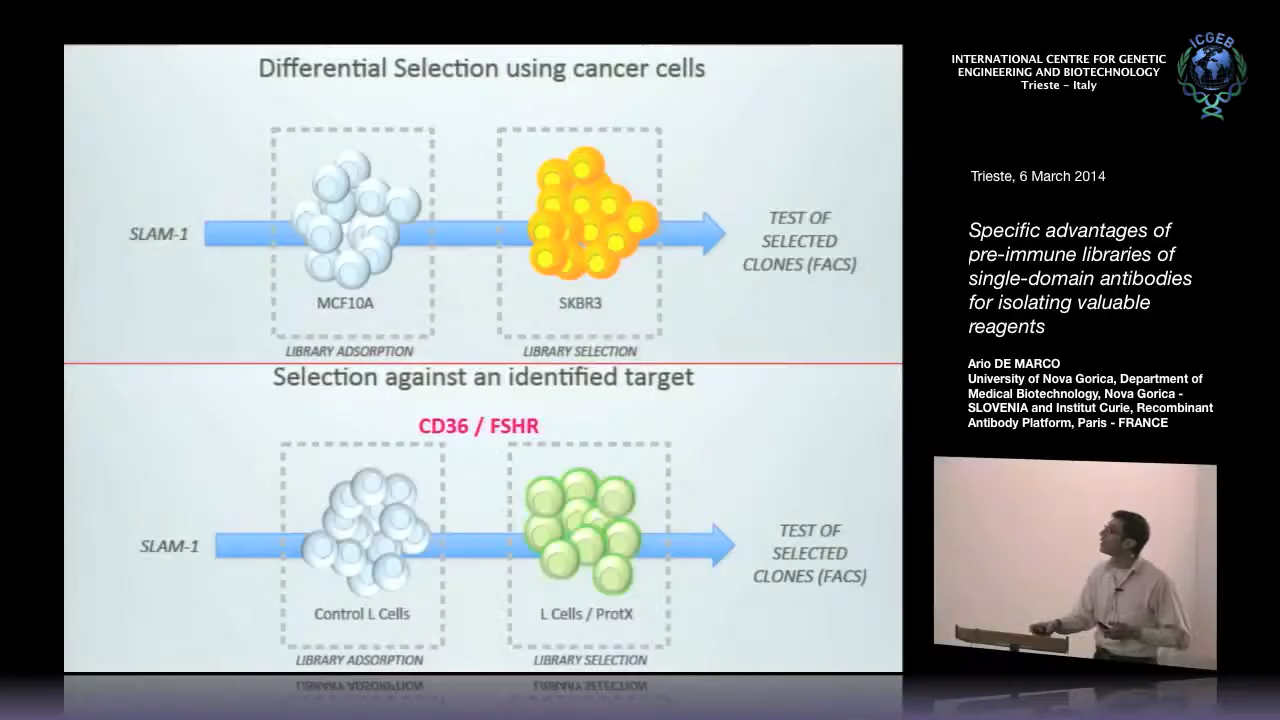 Differential Selection using cancer cells
SLAM-1
MCF10A
SKBR3
TEST OF
SELECTED
CLONES (FACS)
LIBRARY ADSORPTION
LIBRARY SELECTION
Selection against an identified target
CD36 / FSHR
SLAM-1
Control L Cells
L Cells / ProtX
TEST OF
SELECTED
CLONES (FACS)
LIBRARY ADSORPTION
LIBRARY SELECTION
INTERNATIONAL CENTRE FOR GENETIC
ENGINEERING AND BIOTECHNOLOGY
Trieste - Italy
ICGEB
Trieste, 6 March 2014
Specific advantages of
pre-immune libraries of
single-domain antibodies
for isolating valuable
reagents
Ario DE MARCO
University of Nova Gorica, Department of
Medical Biotechnology, Nova Gorica -
SLOVENIA and Institut Curie, Recombinant
Antibody Platform, Paris - FRANCE